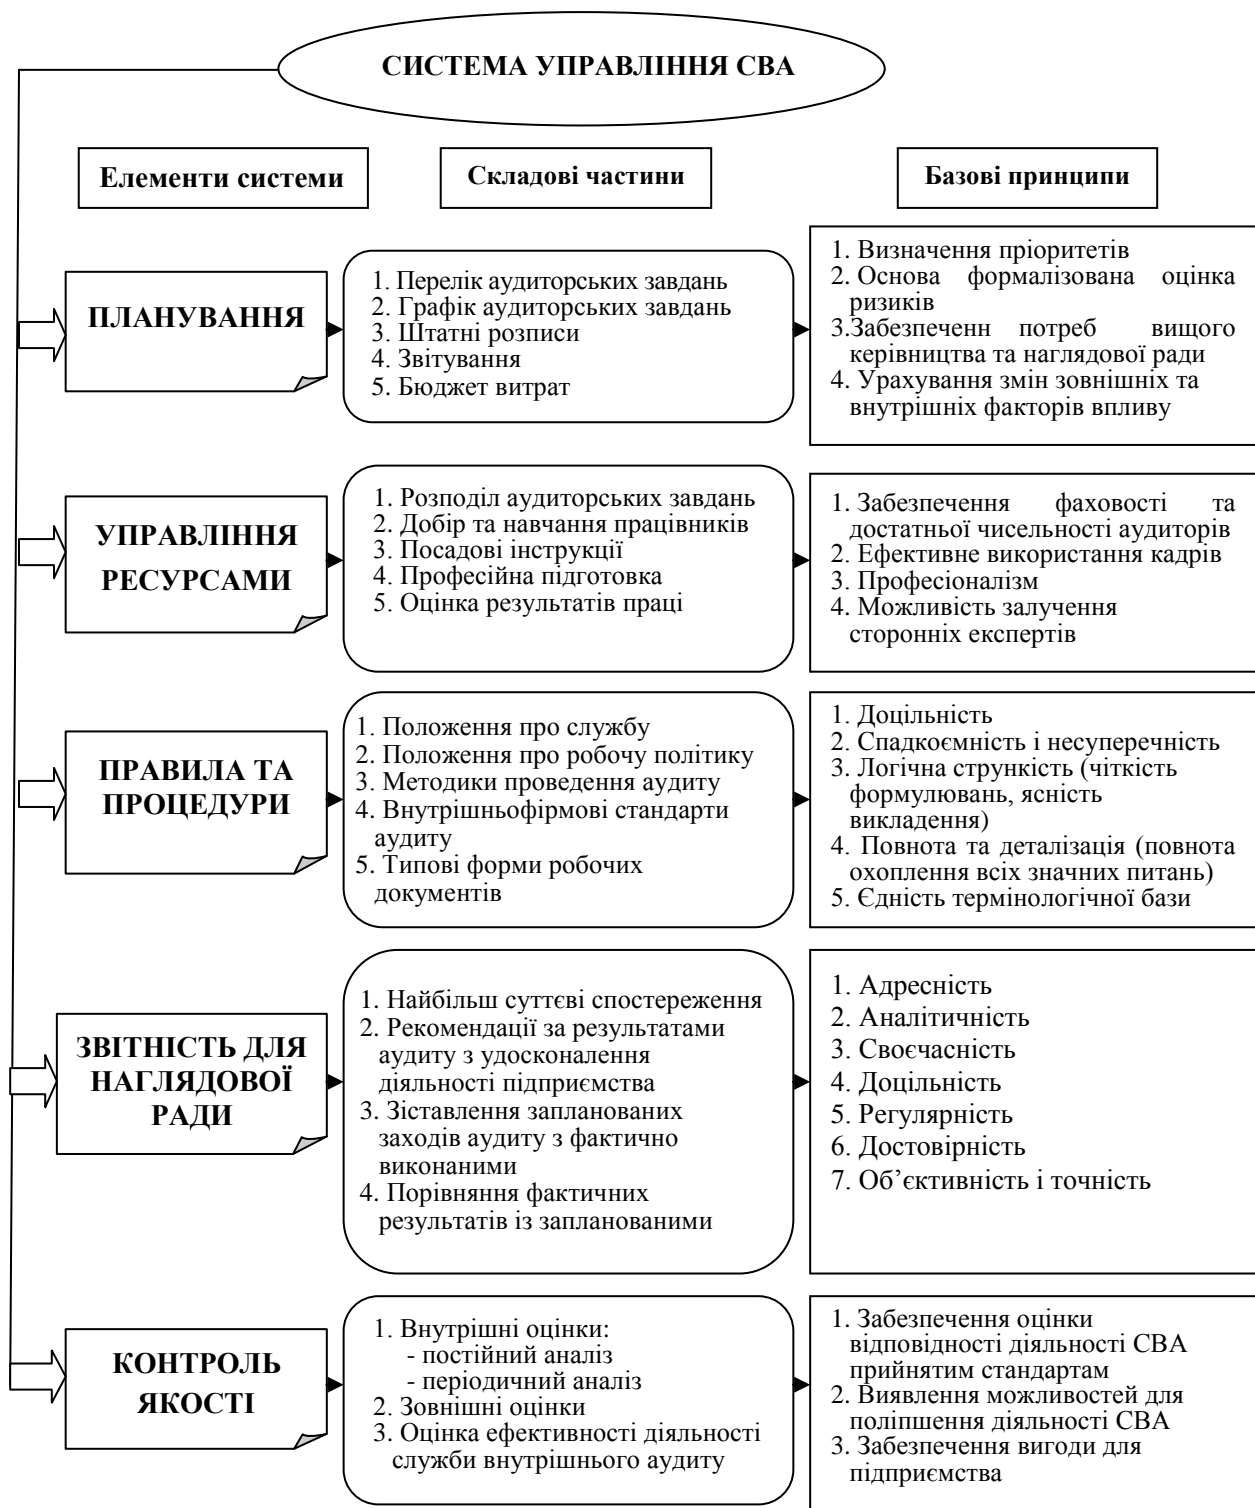 СИСТЕМА УПРАВЛІННЯ СВА
Елементи системи
Складові частини
Базові принципи
ПЛАНУВАННЯ
1. Перелік аудиторських завдань
2. Графік аудиторських завдань
3. Штатні розписи
4. Звітування
5. Бюджет витрат
1. Визначення пріоритетів
2. Основа формалізована оцінка
ризиків
3.Забезпеченн потреб вищого
керівництва та наглядової ради
4. Урахування змін зовнішніх та
внутрішніх факторів впливу
УПРАВЛІННЯ
РЕСУРСАМИ
1. Розподіл аудиторських завдань
2. Добір та навчання працівників
3. Посадові інструкції
4. Професійна підготовка
5. Оцінка результатів праці
1. Забезпечення фаховості та
достатньої чисельності аудиторів
2. Ефективне використання кадрів
3. Професіоналізм
4. Можливість залучення
сторонніх експертів
ПРАВИЛА ТА
ПРОЦЕДУРИ
1. Положення про службу
2. Положення про робочу політику
3. Методики проведення аудиту
4. Внутрішньофірмові стандарти
аудиту
5. Типові форми робочих
документів
1. Доцільність
2. Спадкоємність і несуперечність
3. Логічна стрункість (чіткість
формулювань, ясність
викладення)
4. Повнота та деталізація (повнота
охоплення всіх значних питань)
5. Єдність термінологічної бази
ЗВІТНІСТЬ ДЛЯ
НАГЛЯДОВОЇ
РАДИ
1. Найбільш суттєві спостереження
2. Рекомендації за результатами
аудиту з удосконалення
діяльності підприємства
3. Зіставлення запланованих
заходів аудиту з фактично
виконаними
4. Порівняння фактичних
результатів із запланованими
1. Адресність
2. Аналітичність
3. Своєчасність
4. Доцільність
5. Регулярність
6. Достовірність
7. Об’єктивність і точність
КОНТРОЛЬ
ЯКОСТІ
1. Внутрішні оцінки:
- постійний аналіз
- періодичний аналіз
2. Зовнішні оцінки
3. Оцінка ефективності діяльності
служби внутрішнього аудиту
1. Забезпечення оцінки
відповідності діяльності СВА
прийнятим стандартам
2. Виявлення можливостей для
поліпшення діяльності СВА
3. Забезпечення вигоди для
підприємства